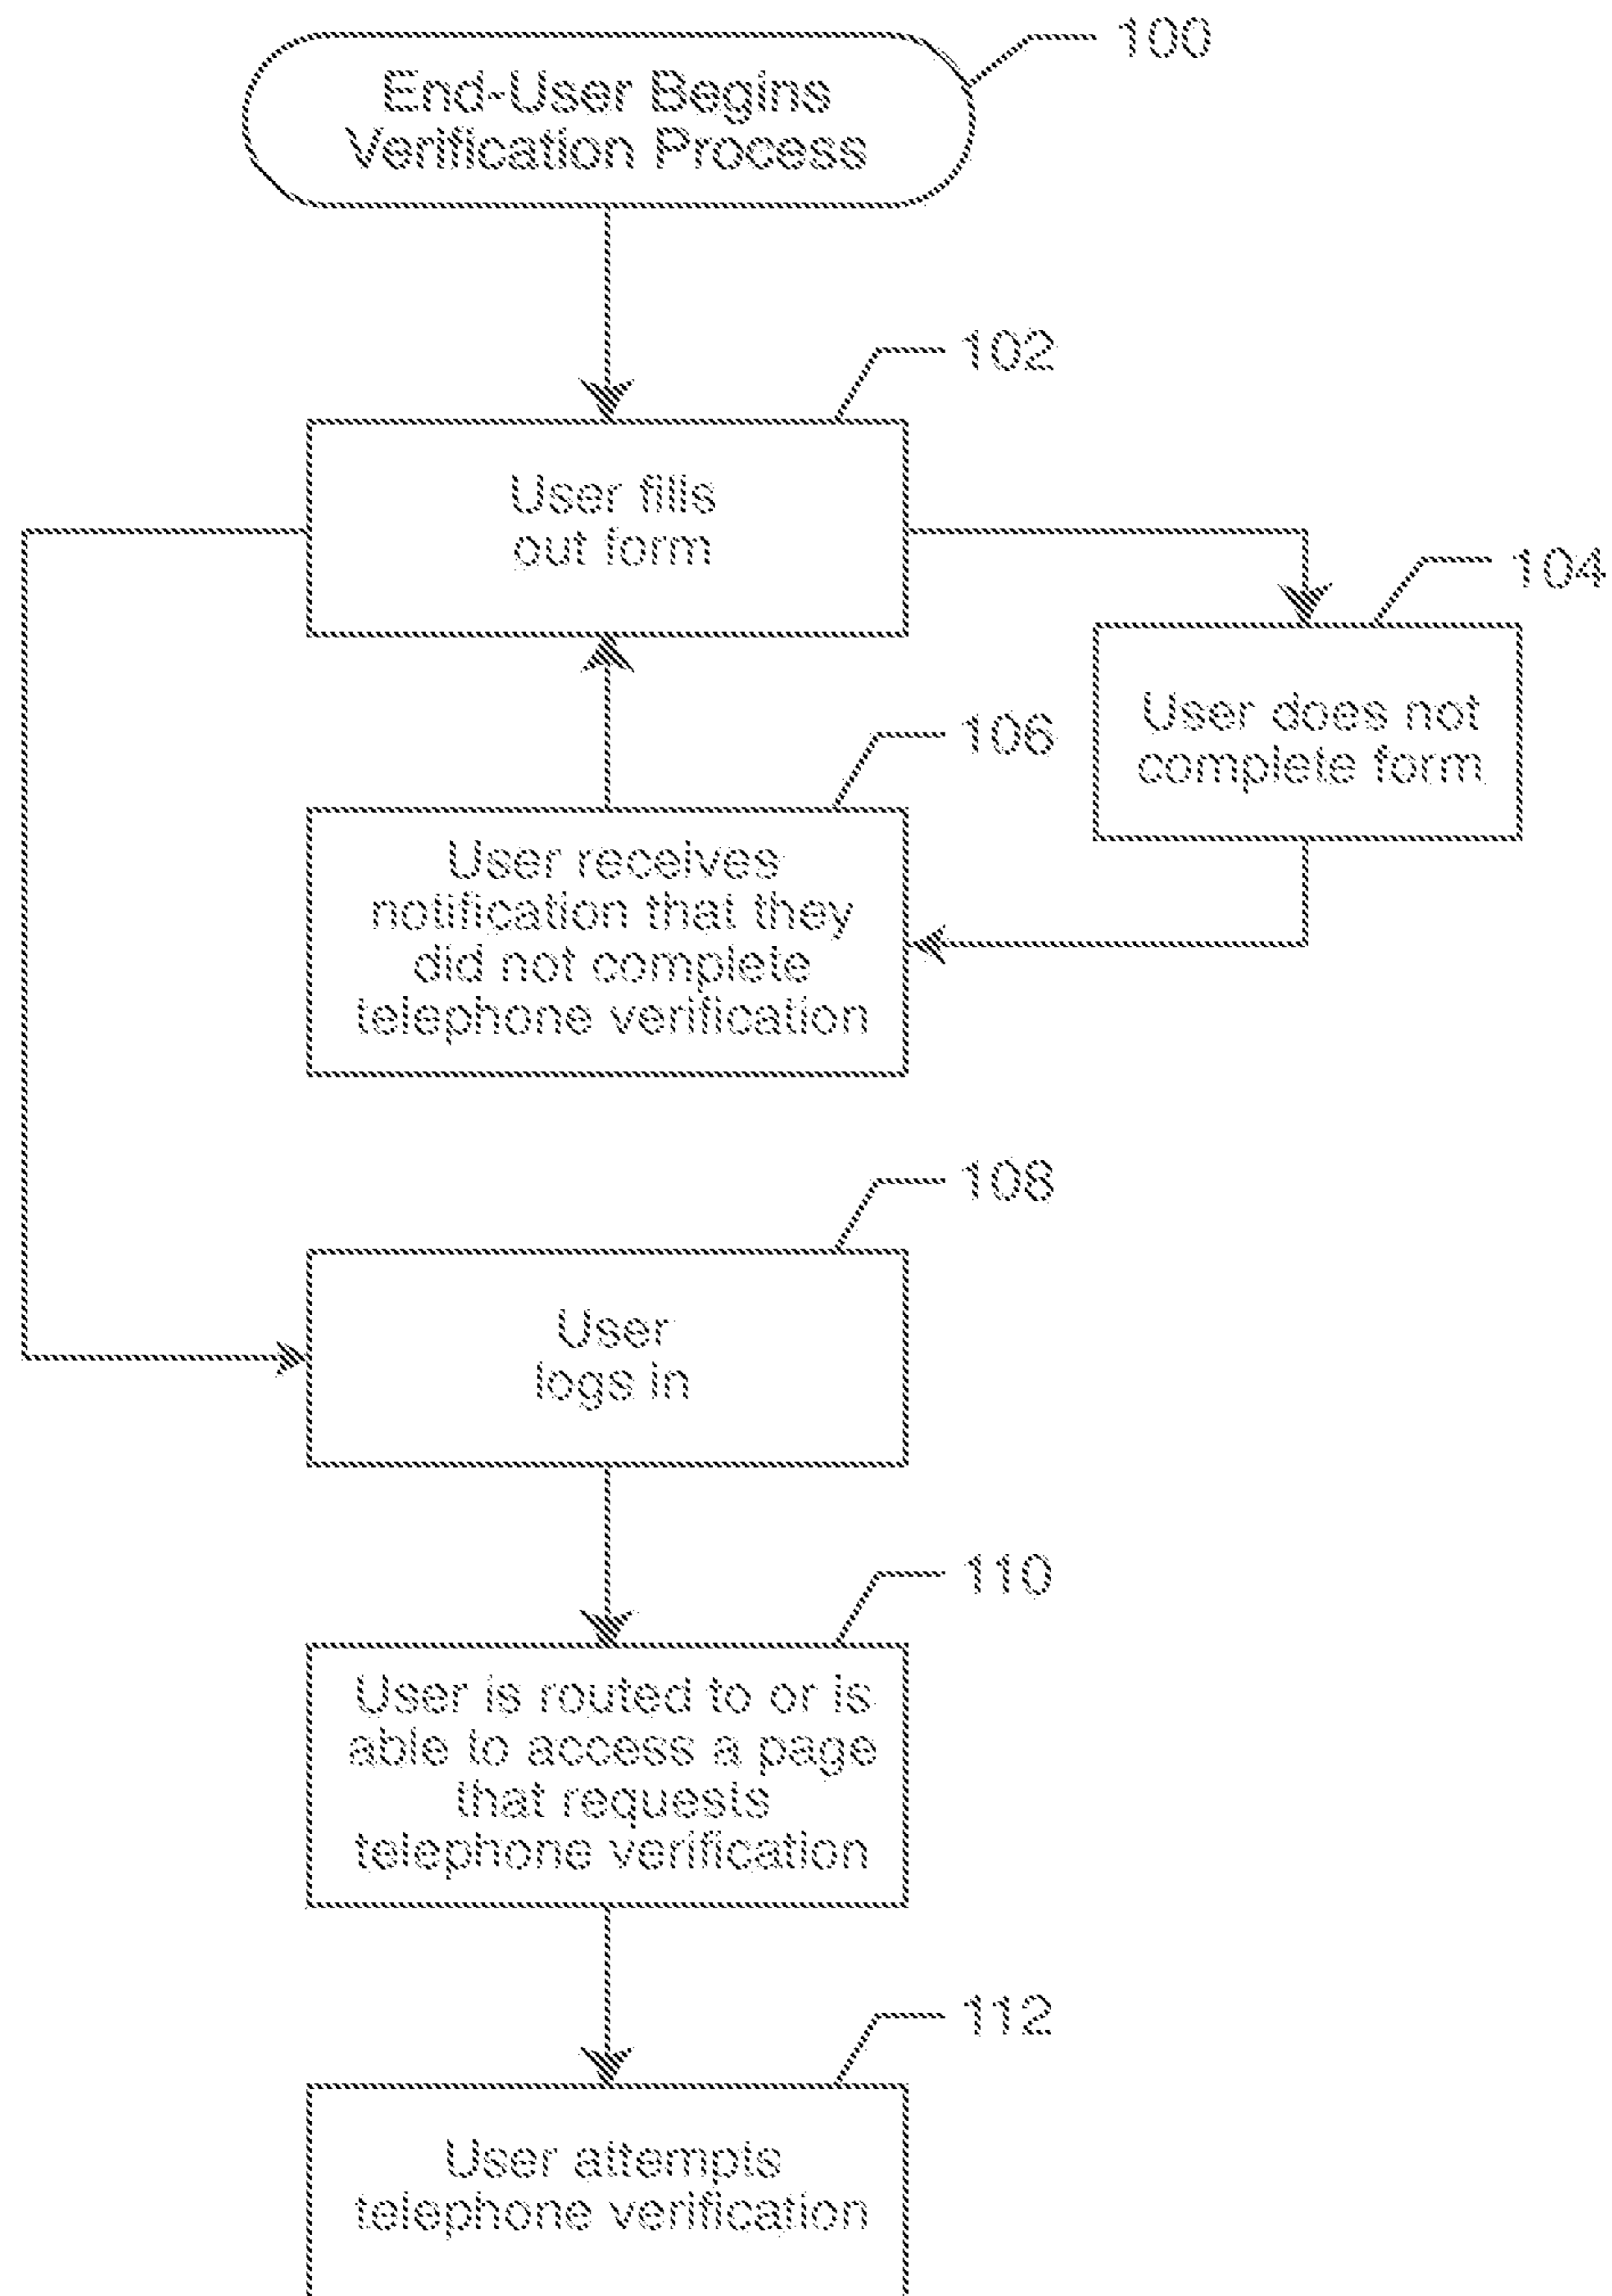 100
End-User Begins
Verification Process
102
User fills
out form
104
User does not
complete form
106
User receives
notification that they
did not complete
telephone verification
108
User
logs in
110
User is routed to or is
able to access a page
that requests
telephone verification
112
User attempts
telephone verification